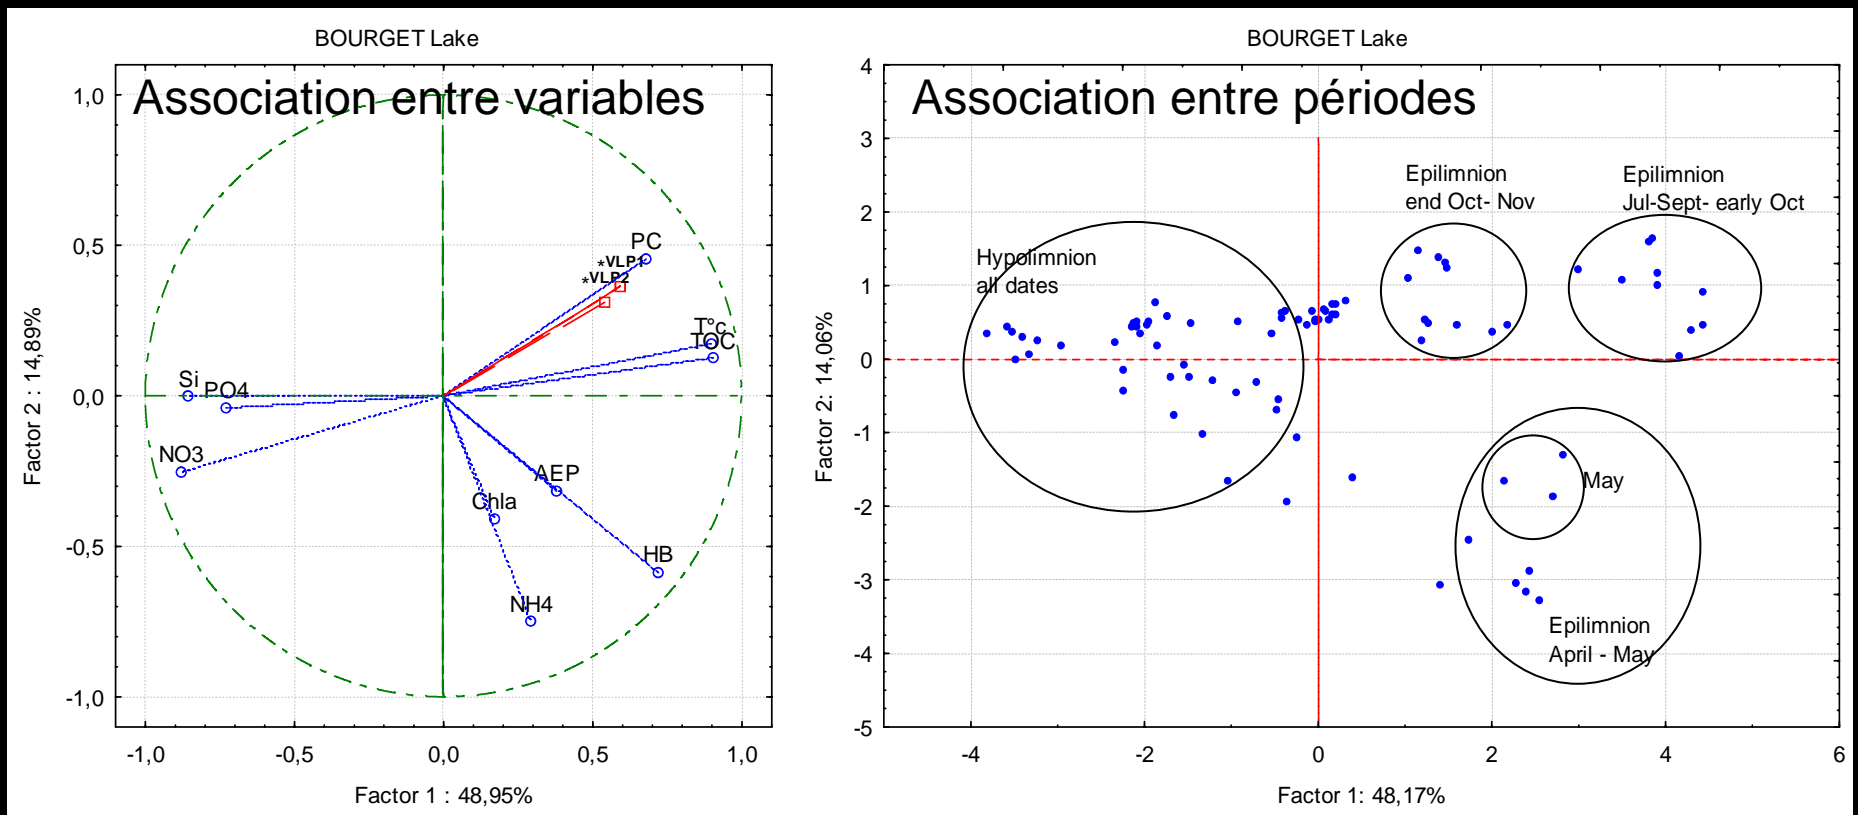 BOURGET Lake
Association entre variables
1,0
0,5
0,0
-0,5
-1,0
Factor 2 : 14,89%
PC
*VLP1
*VLP2
T°c
TOC
Si
PO4
NO3
AEP
Chla
HB
NH4
-1,0
-0,5
0,0
0,5
1,0
Factor 1 : 48,95%
BOURGET Lake
Association entre périodes
4
3
2
1
0
-1
-2
-3
-4
-5
Factor 2: 14,06%
Epilimnion
end Oct- Nov
Epilimnion
Jul-Sept- early Oct
Hypolimnion
all dates
May
Epilimnion
April - May
-4
-2
0
2
4
6
Factor 1: 48,17%